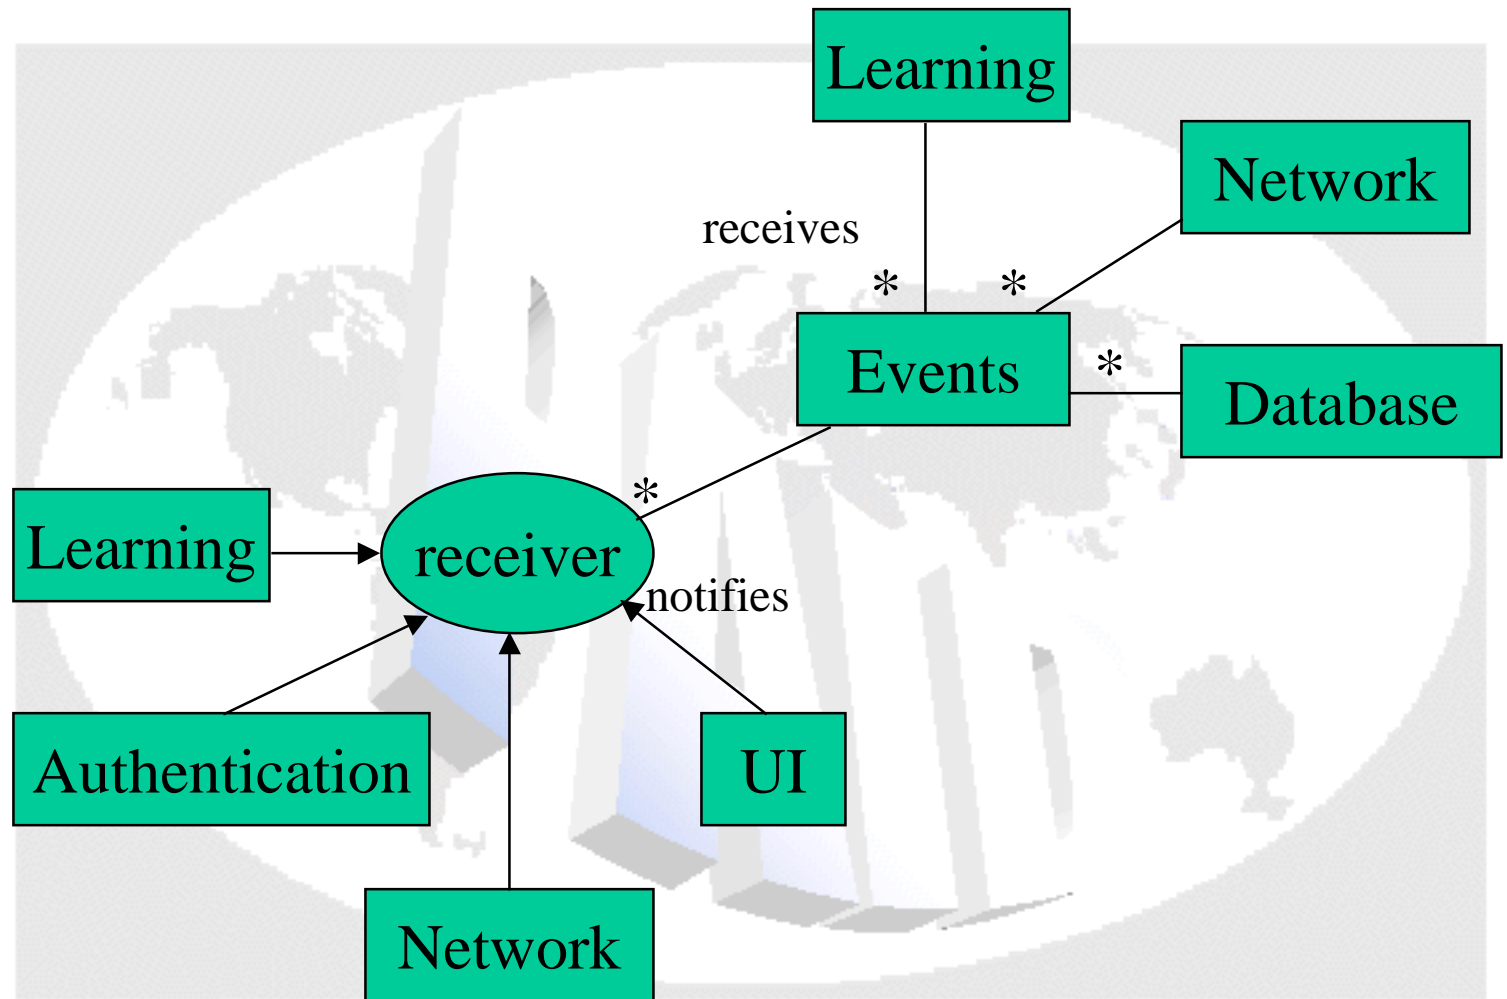 Learning
Network
receives
*
*
Events
*
Database
*
Learning
receiver
notifies
Authentication
UI
Network